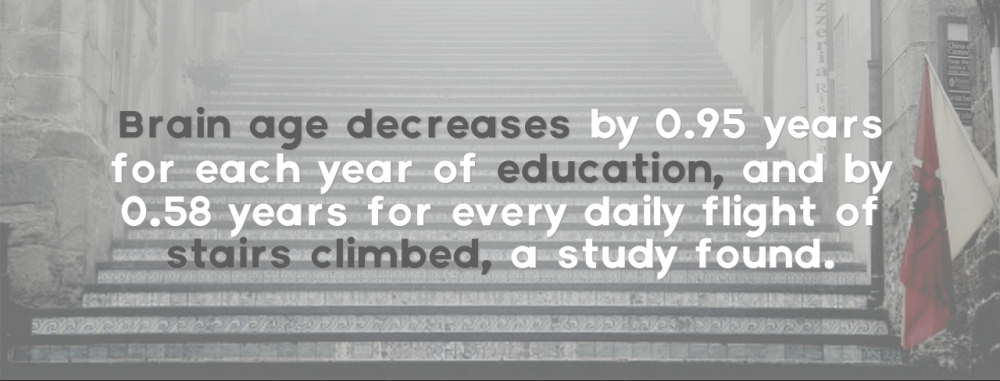 Brain age decreases by 0.95 years
for each year of education, and by
0.58 years for every daily flight of
stairs climbed, a study found.
zzeria